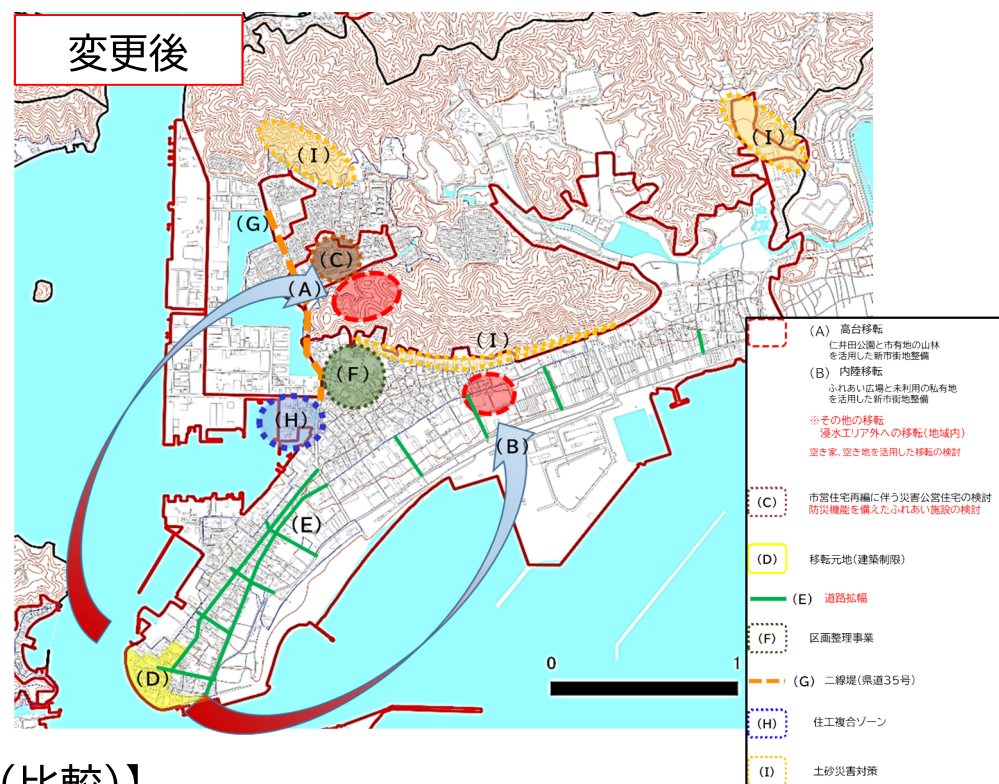 変更後
(I)
(I)
(G)
(C)
(A)
(I)
(F)
(H)
(B)
(E)
(D)
0
1
(A) 高台移転
仁井田公園と市有地の山林
を活用した新市街地整備
(B) 内陸移転
ふれあい広場と未利用の私有地
を活用した新市街地整備
※その他の移転
浸水エリア外への移転(地域内)
空き家、空き地を活用した移転の検討
(C) 市営住宅再編に伴う災害公営住宅の検討
防災機能を備えたふれあい施設の検討
(D) 移転元地(建築制限)
(E) 道路拡幅
(F) 区画整理事業
(G) 二線堤(県道35号)
(H) 住工複合ゾーン
(I) 土砂災害対策
(比較)】